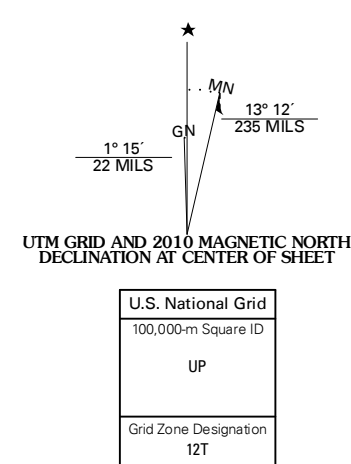 MN
GN
13° 12´
235 MILS
1° 15´
22 MILS
UTM GRID AND 2010 MAGNETIC NORTH
DECLINATION AT CENTER OF SHEET
U.S. National Grid
100,000-m Square ID
UP
Grid Zone Designation
12T